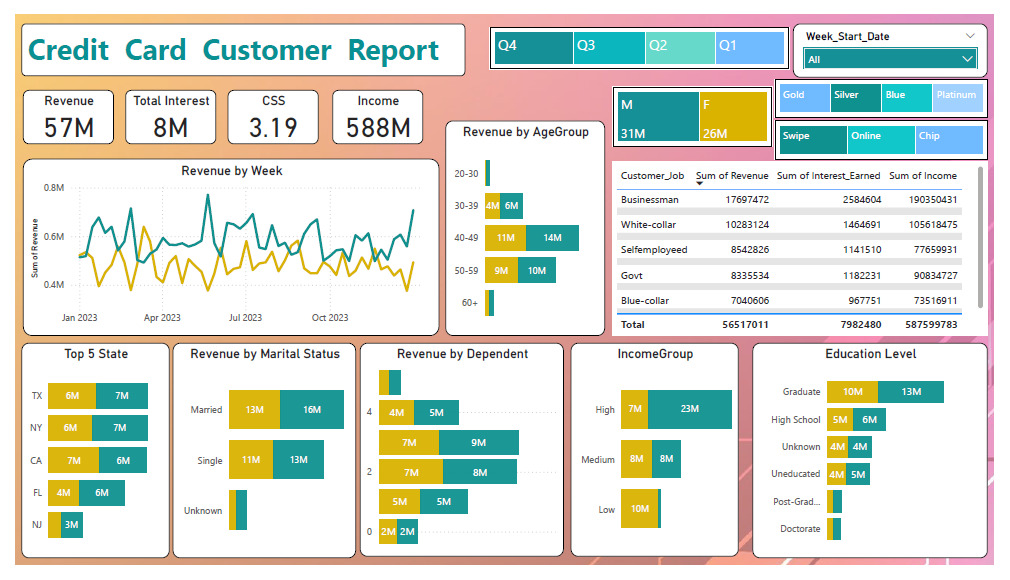 Credit Card Customer Report
Q4 Q3 Q2 Q1
Week_Start_Date
All
Revenue
57M
Total Interest
8M
CSS
3.19
Income
588M
M
31M
F
26M
Gold Silver Blue Platinum
Swipe Online Chip
Revenue by Week
Sum of Revenue
0.8M
0.6M
0.4M
Jan 2023 Apr 2023 Jul 2023 Oct 2023
Revenue by AgeGroup
20-30
30-39 4M 6M
40-49 11M 14M
50-59 9M 10M
60+
Customer_Job Sum of Revenue Sum of Interest_Earned Sum of Income
Businessman 17697472 2584604 190350431
White-collar 10283124 1464691 105618475
Selfemployeed 8542826 1141510 77659931
Govt 8335534 1182231 90834727
Blue-collar 7040606 967751 73516911
Total 56517011 7982480 587599783
Top 5 State
TX 6M 7M
NY 6M 7M
CA 7M 6M
FL 4M 6M
NJ 3M
Revenue by Marital Status
Married 13M 16M
Single 11M 13M
Unknown
Revenue by Dependent
4 4M 5M
7M 9M
2 7M 8M
5M 5M
0 2M 2M
IncomeGroup
High 7M 23M
Medium 8M 8M
Low 10M
Education Level
Graduate 10M 13M
High School 5M 6M
Unknown 4M 4M
Uneducated 4M 5M
Post-Grad...
Doctorate